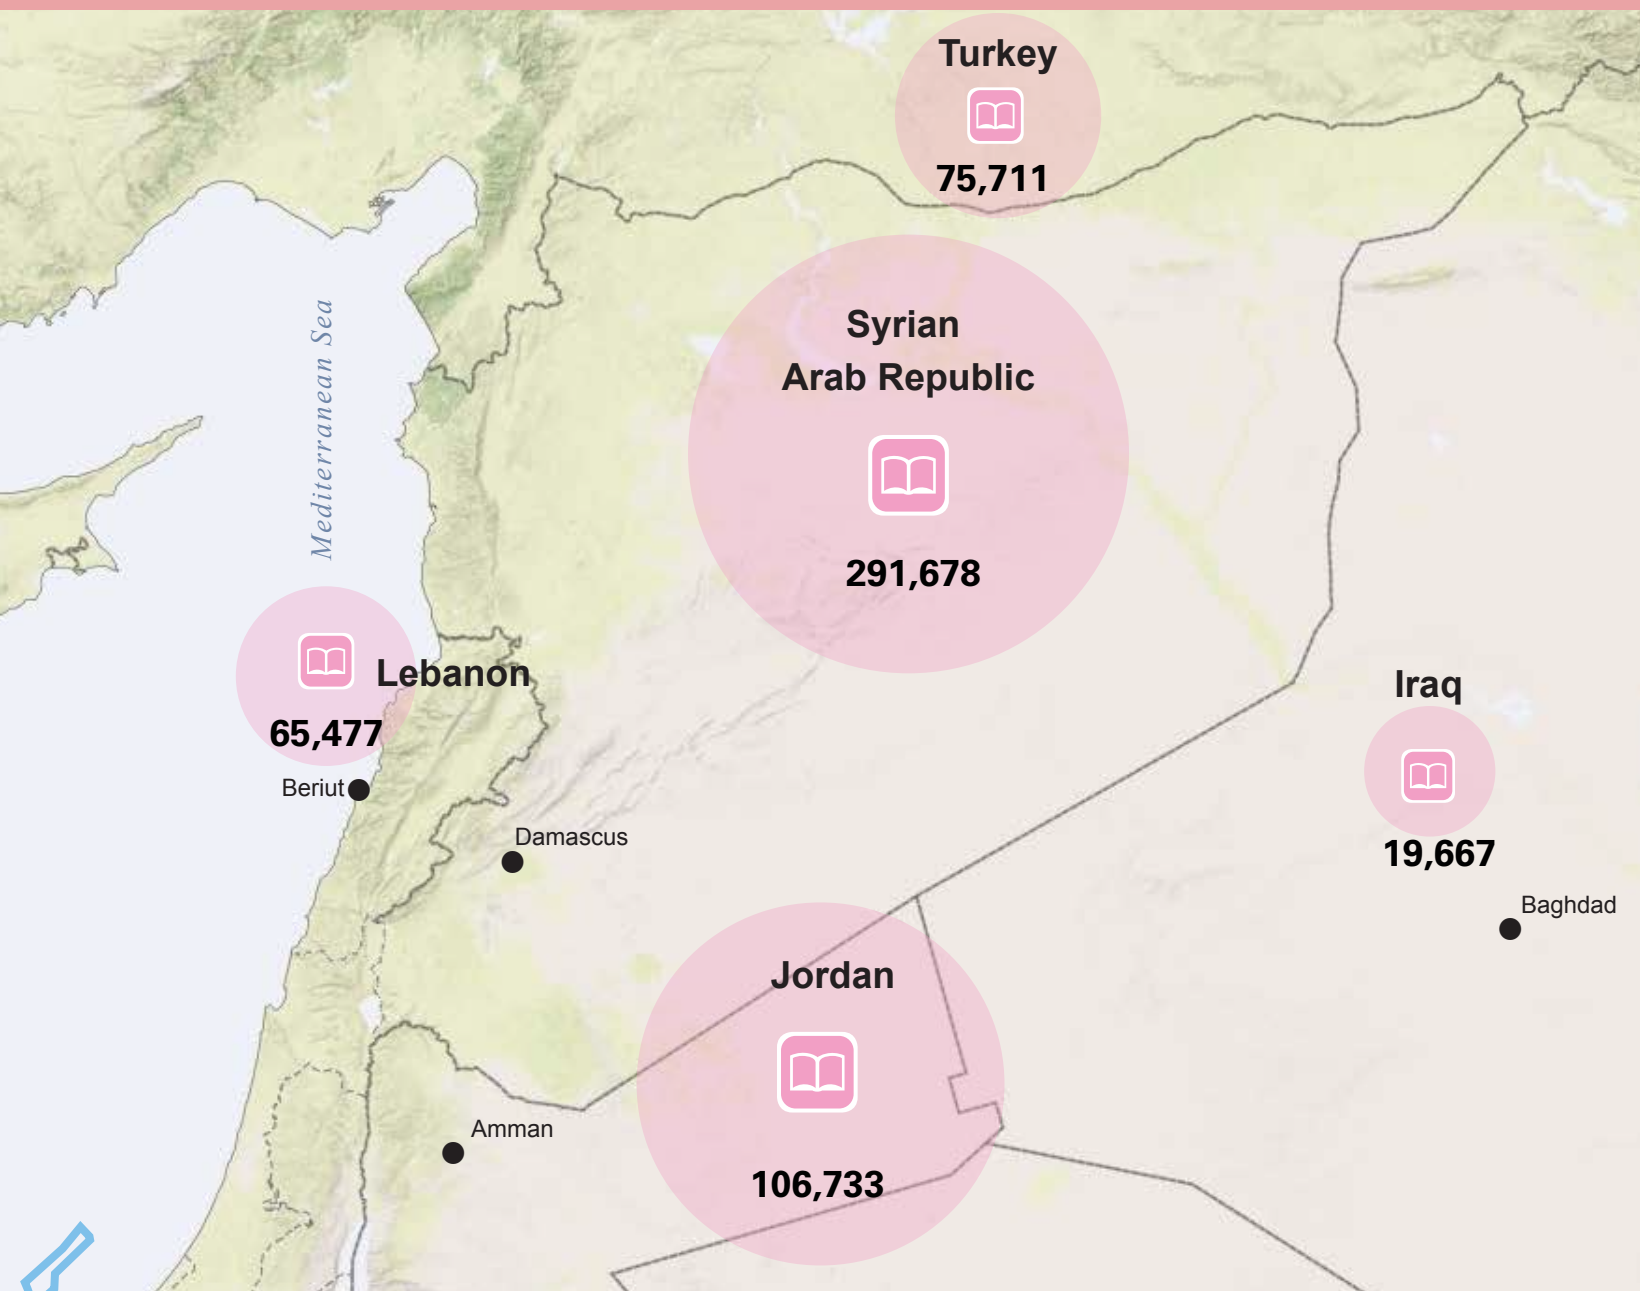 Turkey
75,711
Syrian
Arab Republic
291,678
Mediterranean Sea
Lebanon
65,477
Beriut
Damascus
Iraq
19,667
Baghdad
Jordan
106,733
Amman